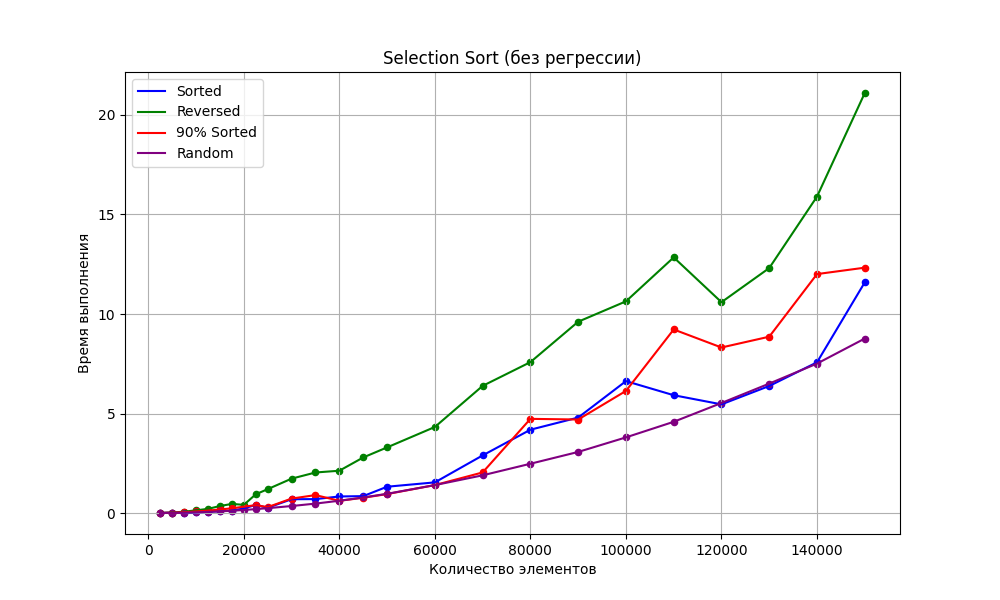 Selection Sort (без регрессии)
Sorted
Reversed
90% Sorted
Random
Время выполнения
20
15
10
5
0
0 20000 40000 60000 80000 100000 120000 140000
Количество элементов